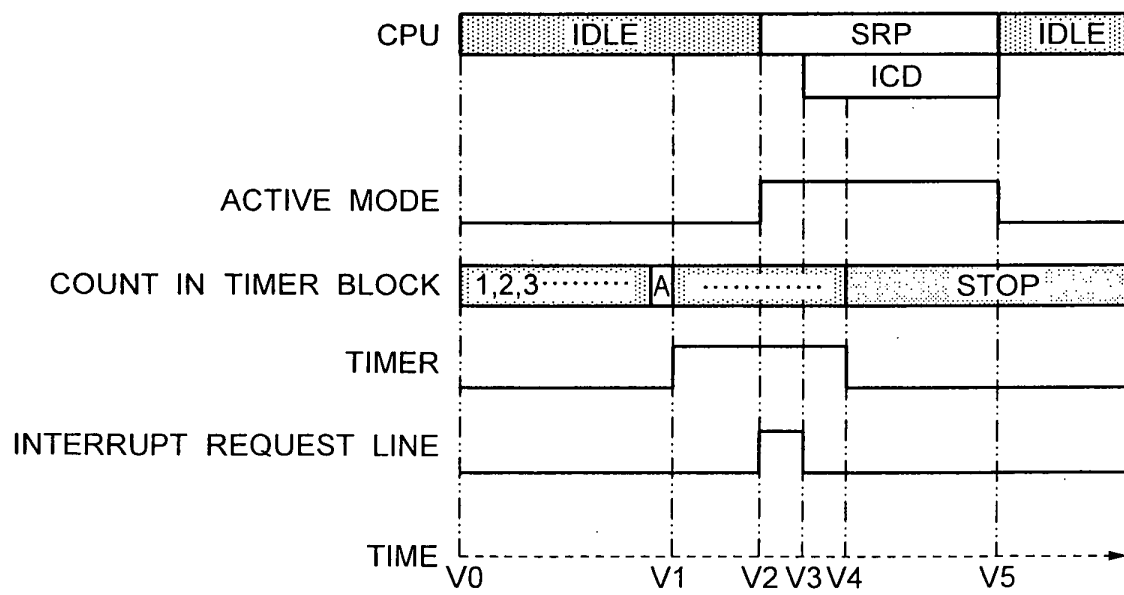 CPU IDLE SRP IDLE
ICD
ACTIVE MODE
COUNT IN TIMER BLOCK 1,2,3········· A ··········· STOP
TIMER
INTERRUPT REQUEST LINE
TIME
V0 V1 V2 V3 V4 V5